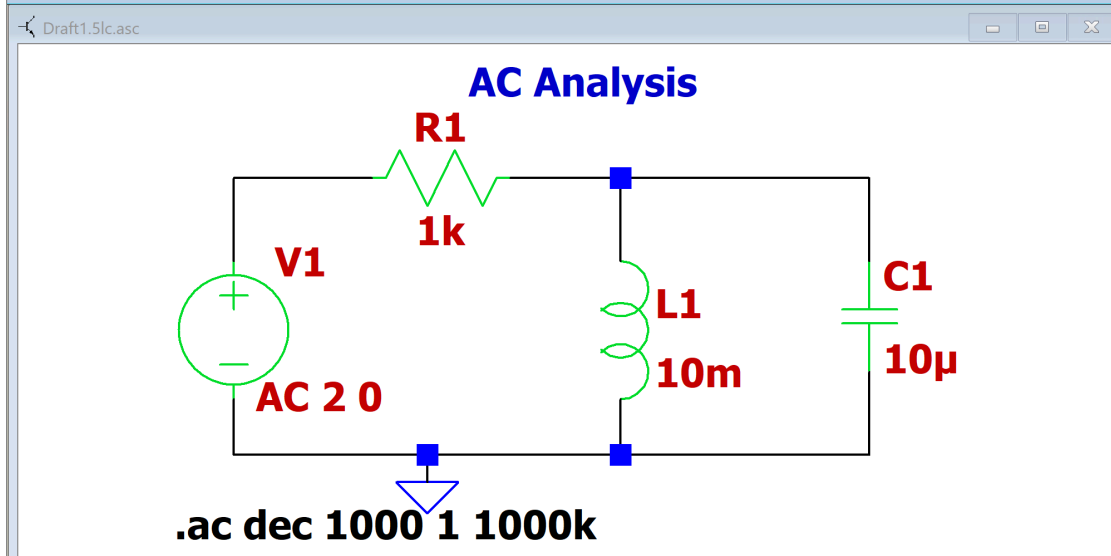 Draft1.5lc.asc
AC Analysis
R1
1k
V1
AC 2 0
L1
10m
C1
10µ
.ac dec 1000 1 1000k